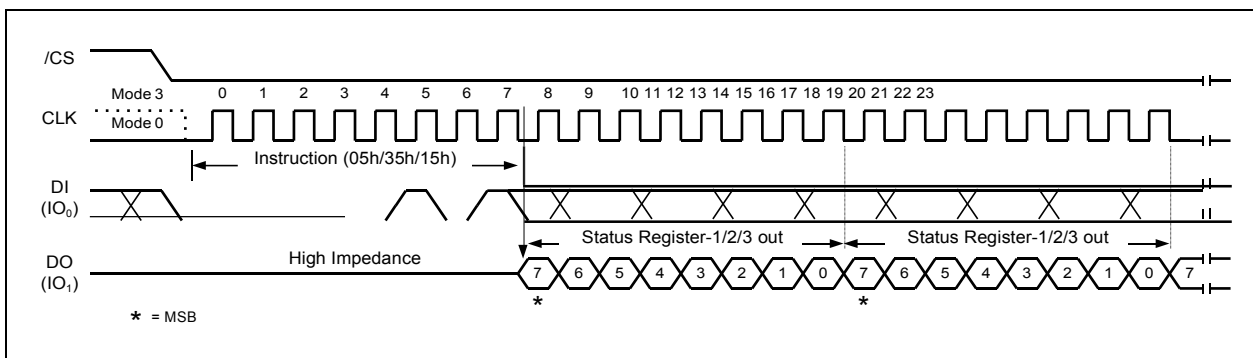 /CS
Mode 3 0 1 2 3 4 5 6 7 8 9 10 11 12 13 14 15 16 17 18 19 20 21 22 23
CLK
Mode 0
Instruction (05h/35h/15h)
DI
(IO0)
Status Register-1/2/3 out Status Register-1/2/3 out
High Impedance
DO
(IO1)
7 6 5 4 3 2 1 0 7 6 5 4 3 2 1 0 7
* *
* = MSB